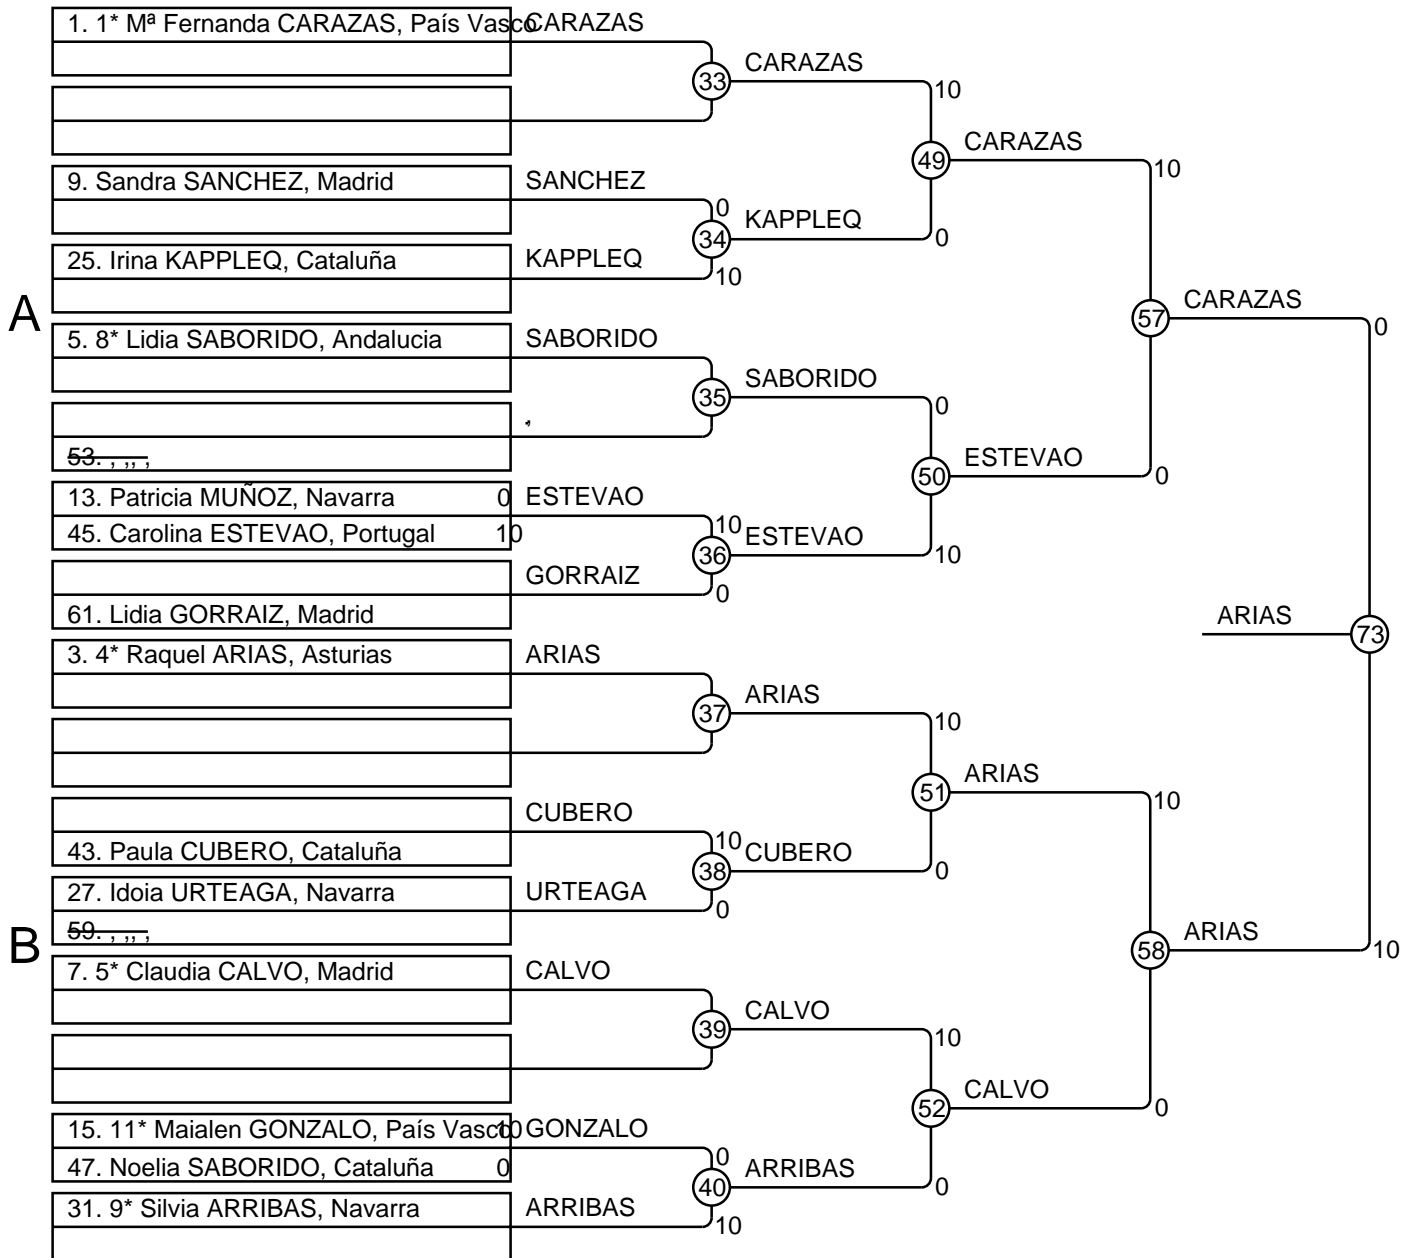 1. 1* Mª Fernanda CARAZAS, País Vasco CARAZAS
33 CARAZAS
10
49 CARAZAS
10
9. Sandra SANCHEZ, Madrid SANCHEZ
0
34 KAPPLEQ
0
25. Irina KAPPLEQ, Cataluña KAPPLEQ
10
A
57 CARAZAS
0
5. 8* Lidia SABORIDO, Andalucia SABORIDO
35 SABORIDO
0
,
53. , ,, ,
50 ESTEVAO
0
13. Patricia MUÑOZ, Navarra 0 ESTEVAO
45. Carolina ESTEVAO, Portugal 10
10
36 ESTEVAO
10
GORRAIZ
0
61. Lidia GORRAIZ, Madrid
ARIAS 73
3. 4* Raquel ARIAS, Asturias ARIAS
37 ARIAS
10
51 ARIAS
10
CUBERO
10
43. Paula CUBERO, Cataluña
38 CUBERO
0
27. Idoia URTEAGA, Navarra URTEAGA
0
59. , ,, ,
B
58 ARIAS
10
7. 5* Claudia CALVO, Madrid CALVO
39 CALVO
10
52 CALVO
0
15. 11* Maialen GONZALO, País Vasco 10 GONZALO
47. Noelia SABORIDO, Cataluña 0
0
40 ARRIBAS
0
31. 9* Silvia ARRIBAS, Navarra ARRIBAS
10